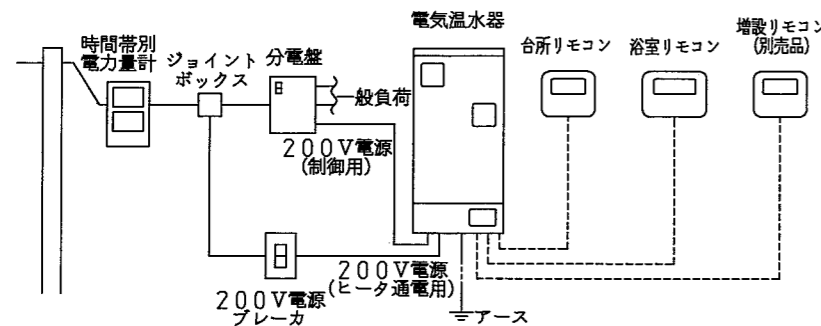 電気温水器
時間帯別
電力量計
ジョイント
ボックス
分電盤
一般負荷
200V電源
(制御用)
台所リモコン
浴室リモコン
増設リモコン
(別売品)
200V電源
ブレーカ
200V電源
(ヒータ通電用)
アース